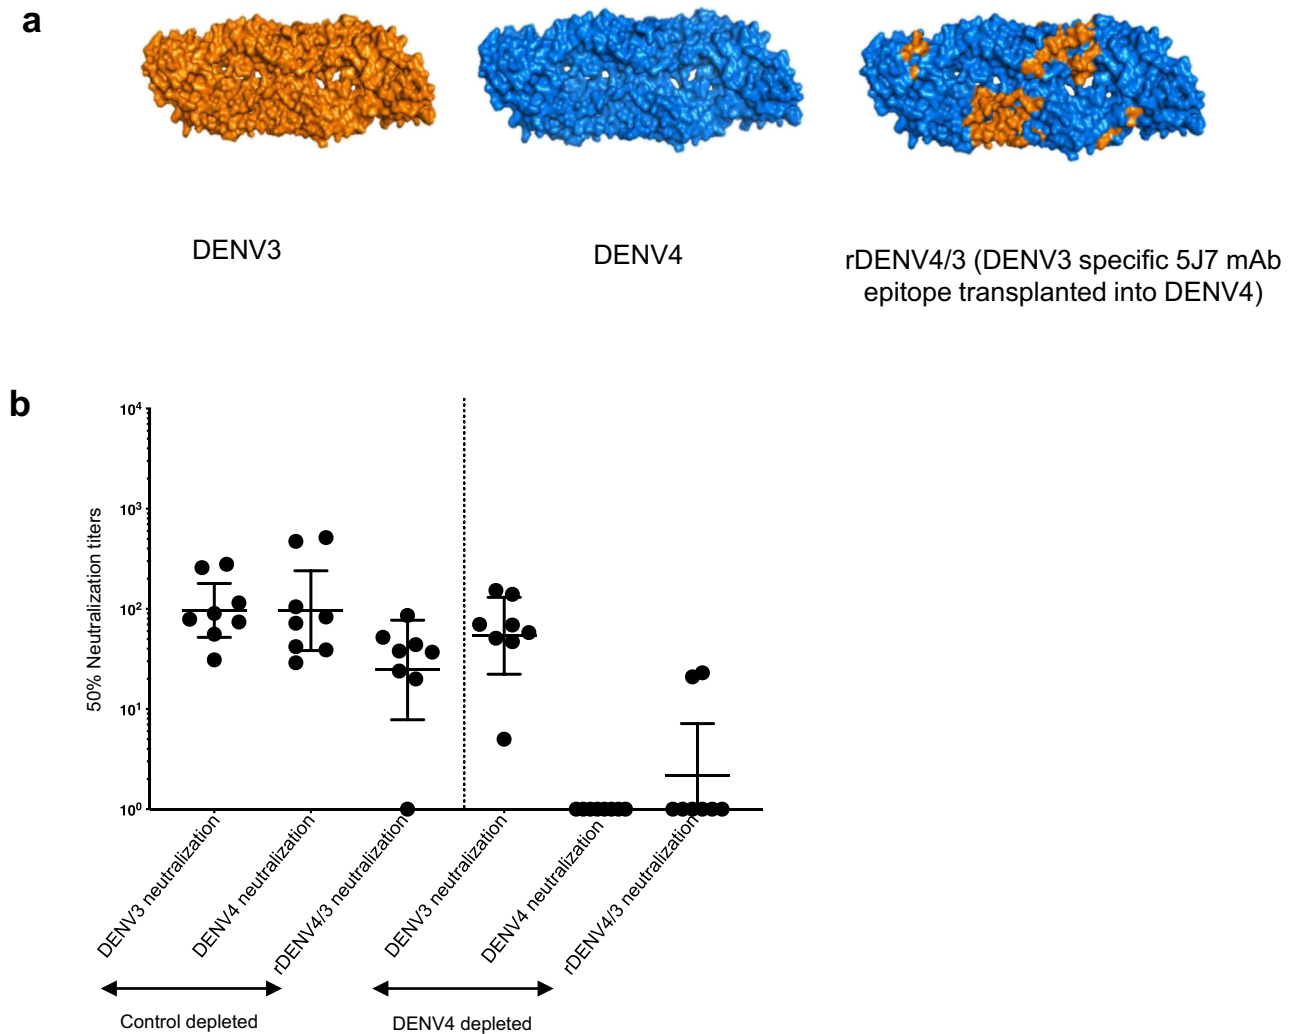 a
DENV3
DENV4
rDENV4/3 (DENV3 specific 5J7 mAb
epitope transplanted into DENV4)
b
50% Neutralization titers
10⁴
10³
10²
10¹
10⁰
DENV3 neutralization
DENV4 neutralization
rDENV4/3 neutralization
DENV3 neutralization
DENV4 neutralization
rDENV4/3 neutralization
Control depleted
DENV4 depleted